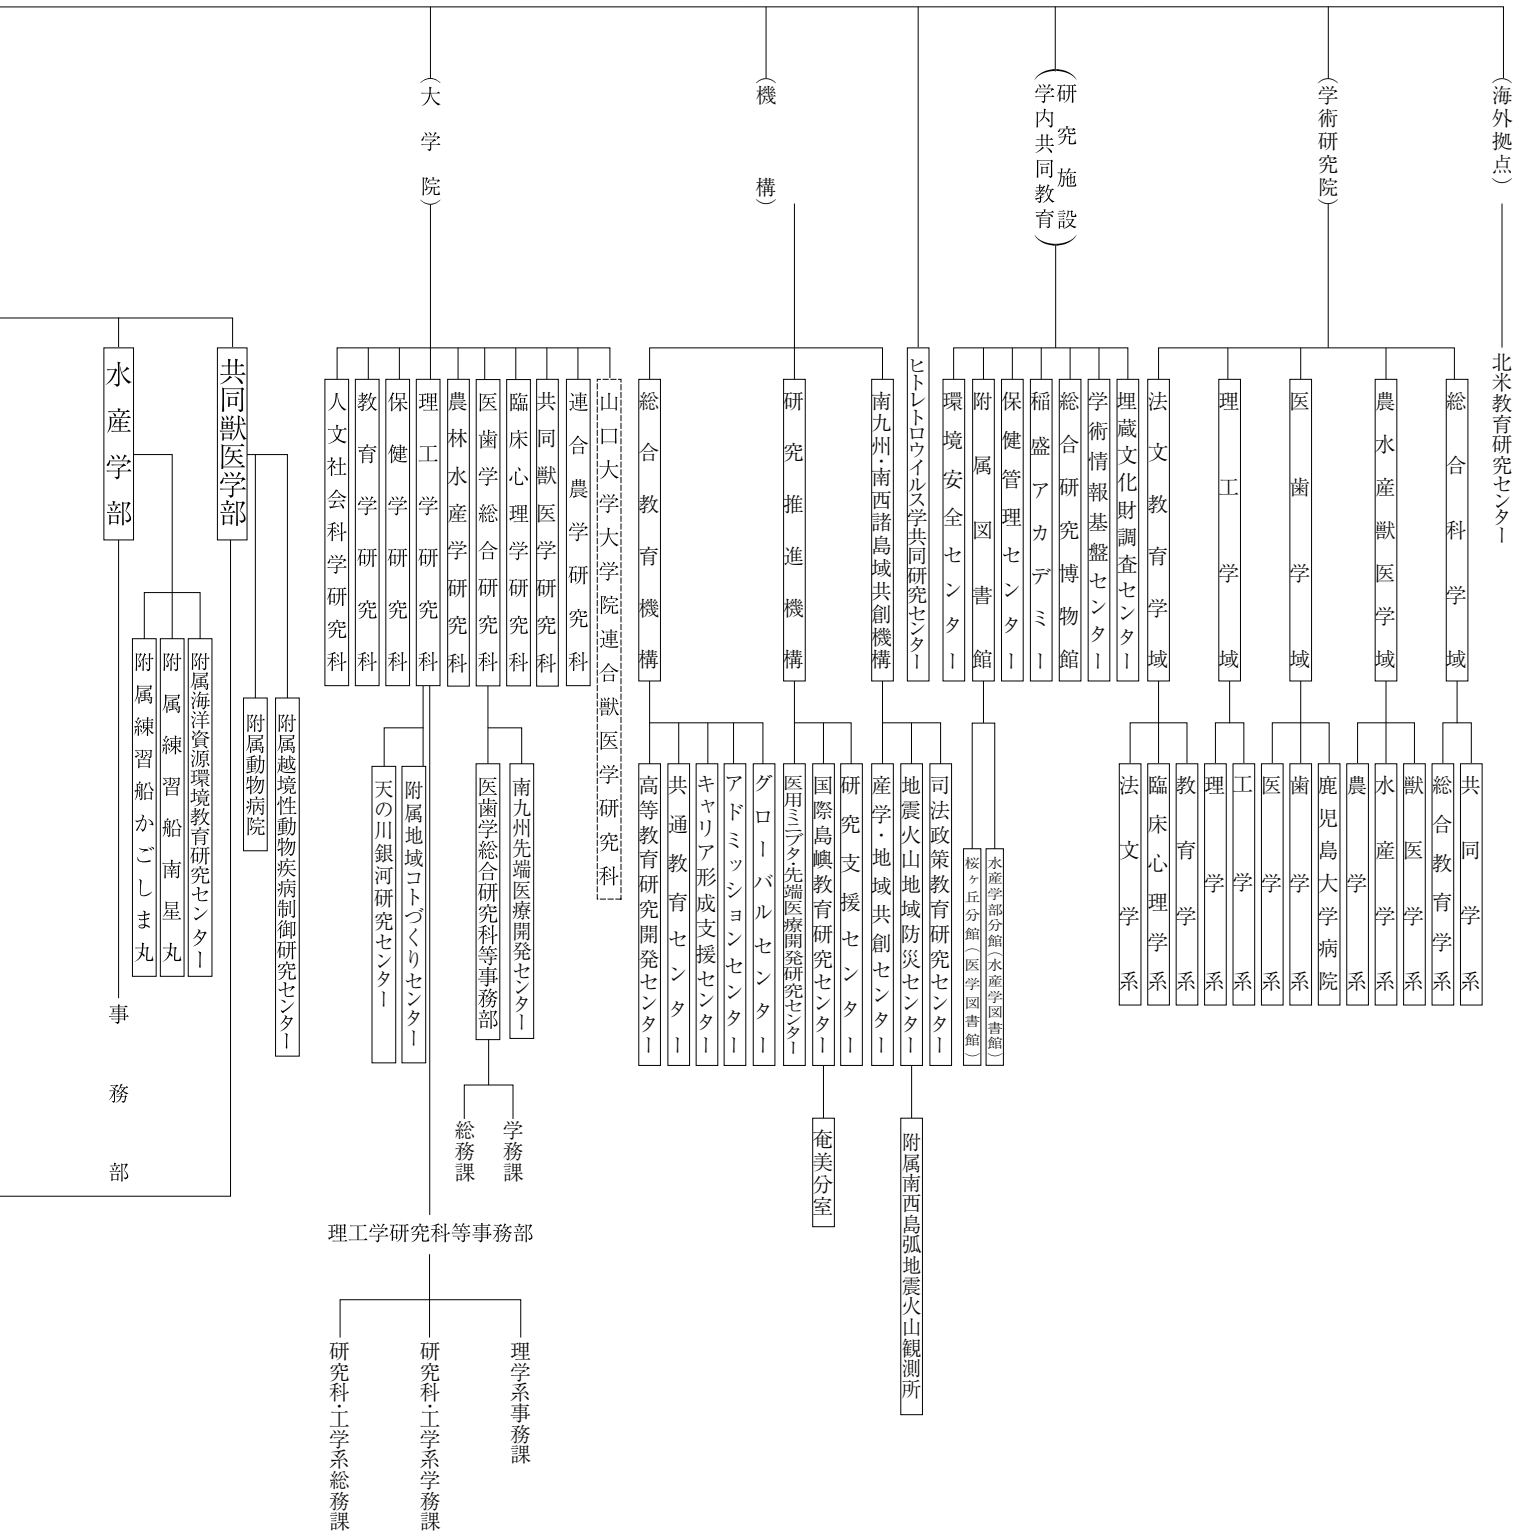 （海外拠点）
北米教育研究センター
（学術研究院）
総合科学域
共同学系
総合教育学系
農水産獣医学域
獣医学系
水産学系
農学系
医歯学域
鹿児島大学病院
歯学系
医学系
理工学域
工学系
理学系
法文教育学域
教育学系
臨床心理学系
法文学系
（学内共同教育
研究施設）
埋蔵文化財調査センター
学術情報基盤センター
総合研究博物館
稲盛アカデミー
保健管理センター
附属図書館
水産学部分館（水産学図書館）
桜ヶ丘分館（医学図書館）
環境安全センター
ヒトレトロウイルス学共同研究センター
（機構）
南九州・南西諸島域共創機構
司法政策教育研究センター
地震火山地域防災センター
附属南西島弧地震火山観測所
産学・地域共創センター
研究推進機構
研究支援センター
国際島嶼教育研究センター
奄美分室
医用ミニブタ・先端医療開発研究センター
総合教育機構
グローバルセンター
アドミッションセンター
キャリア形成支援センター
共通教育センター
高等教育研究開発センター
（大学院）
山口大学大学院連合獣医学研究科
連合農学研究科
共同獣医学研究科
臨床心理学研究科
医歯学総合研究科
南九州先端医療開発センター
医歯学総合研究科等事務部
学務課
総務課
農林水産学研究科
理工学研究科
附属地域コトづくりセンター
天の川銀河研究センター
理工学研究科等事務部
理学系事務課
研究科・工学系学務課
研究科・工学系総務課
保健学研究科
教育学研究科
人文社会科学研究科
共同獣医学部
附属越境性動物疾病制御研究センター
附属動物病院
水産学部
附属海洋資源環境教育研究センター
附属練習船南星丸
附属練習船かごしま丸
事務部